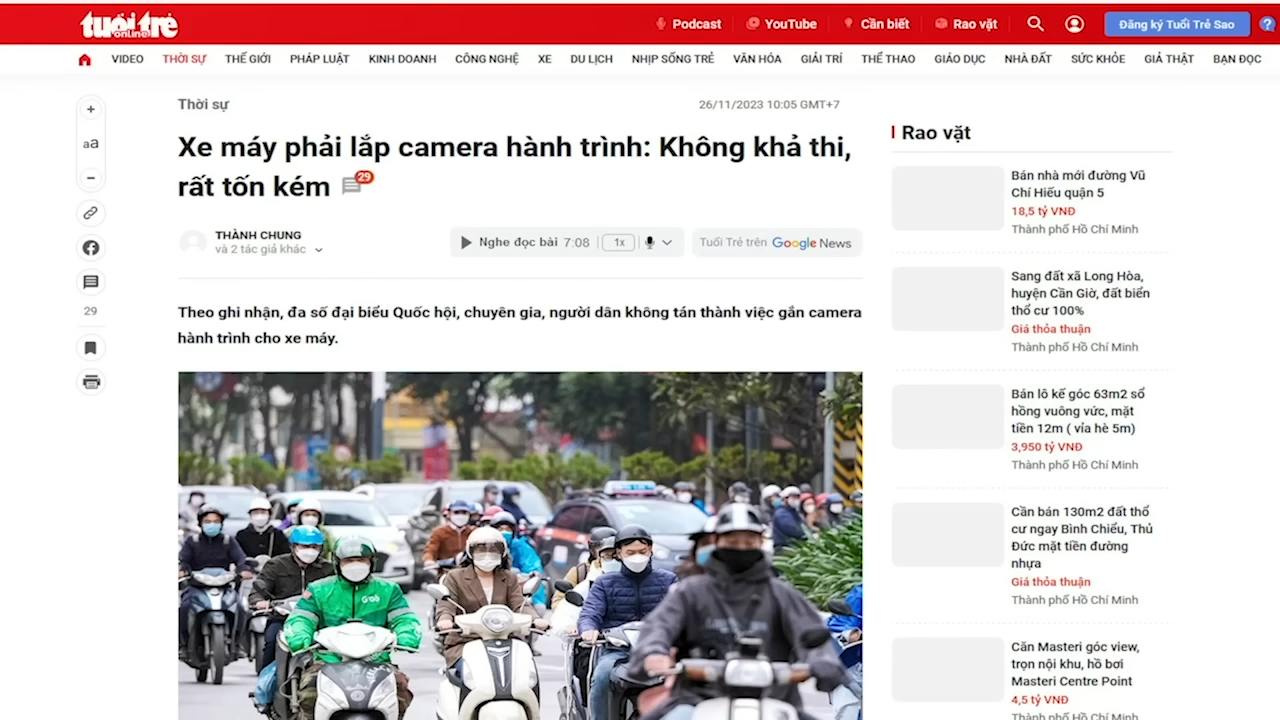 tuổi trẻ
online
Podcast
YouTube
Cần biết
Rao vặt
Đăng ký Tuổi Trẻ Sao
VIDEO THỜI SỰ THẾ GIỚI PHÁP LUẬT KINH DOANH CÔNG NGHỆ XE DU LỊCH NHỊP SỐNG TRẺ VĂN HÓA GIẢI TRÍ THỂ THAO GIÁO DỤC NHÀ ĐẤT SỨC KHỎE GIẢ THẬT BẠN ĐỌC
+
aa
−
29
Thời sự
26/11/2023 10:05 GMT+7
Xe máy phải lắp camera hành trình: Không khả thi,
rất tốn kém 29
THÀNH CHUNG
và 2 tác giả khác
Nghe đọc bài 7:08 1x
Tuổi Trẻ trên Google News
Theo ghi nhận, đa số đại biểu Quốc hội, chuyên gia, người dân không tán thành việc gắn camera
hành trình cho xe máy.
Grab
Rao vặt
Bán nhà mới đường Vũ
Chí Hiếu quận 5
18,5 tỷ VNĐ
Thành phố Hồ Chí Minh
Sang đất xã Long Hòa,
huyện Cần Giờ, đất biển
thổ cư 100%
Giá thỏa thuận
Thành phố Hồ Chí Minh
Bán lô kế góc 63m2 sổ
hồng vuông vức, mặt
tiền 12m ( vỉa hè 5m)
3,950 tỷ VNĐ
Thành phố Hồ Chí Minh
Cần bán 130m2 đất thổ
cư ngay Bình Chiểu, Thủ
Đức mặt tiền đường
nhựa
Giá thỏa thuận
Thành phố Hồ Chí Minh
Căn Masteri góc view,
trọn nội khu, hồ bơi
Masteri Centre Point
4,5 tỷ VNĐ
Thành phố Hồ Chí Minh